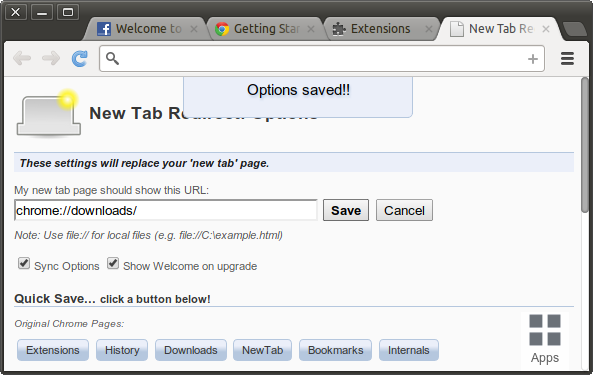 Welcome to
Getting Sta
Extensions
New Tab Re
Options saved!!
New Tab Options
These settings will replace your 'new tab' page.
My new tab page should show this URL:
chrome://downloads/
Save
Cancel
Note: Use file:// for local files (e.g. file://C:\example.html)
Sync Options
Show Welcome on upgrade
Quick Save... click a button below!
Original Chrome Pages:
Extensions
History
Downloads
NewTab
Bookmarks
Internals
Apps